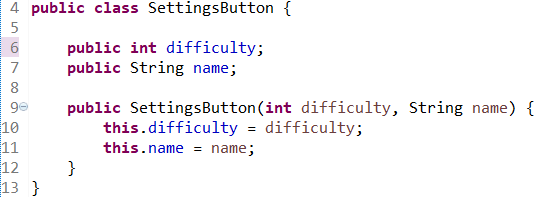 4 public class SettingsButton {
5
6     public int difficulty;
7     public String name;
8
9     public SettingsButton(int difficulty, String name) {
10         this.difficulty = difficulty;
11         this.name = name;
12     }
13 }